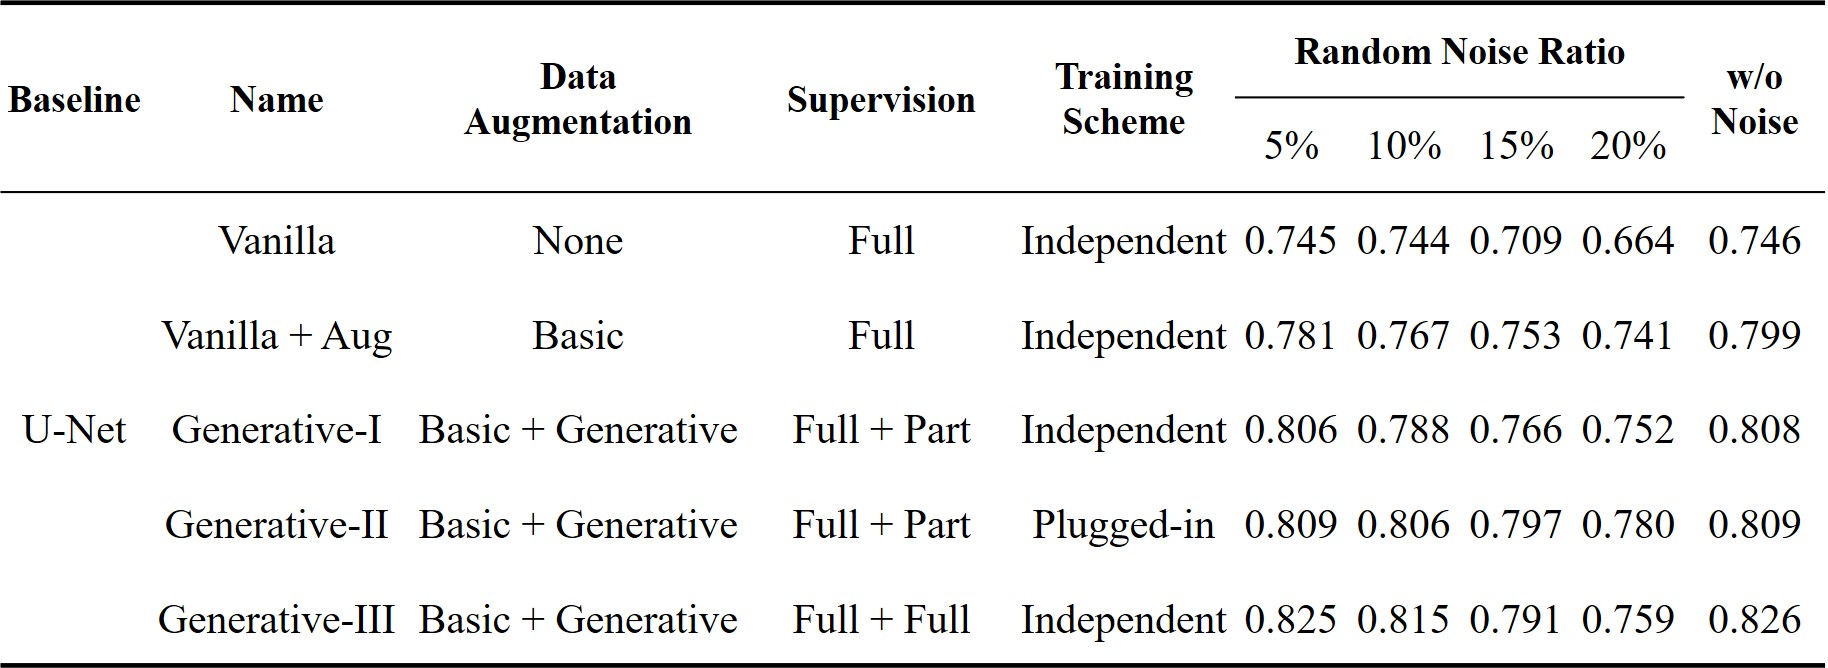 Baseline Name Data Augmentation Supervision Training Scheme Random Noise Ratio w/o Noise
5% 10% 15% 20%
Vanilla None Full Independent 0.745 0.744 0.709 0.664 0.746
Vanilla + Aug Basic Full Independent 0.781 0.767 0.753 0.741 0.799
U-Net Generative-I Basic + Generative Full + Part Independent 0.806 0.788 0.766 0.752 0.808
Generative-II Basic + Generative Full + Part Plugged-in 0.809 0.806 0.797 0.780 0.809
Generative-III Basic + Generative Full + Full Independent 0.825 0.815 0.791 0.759 0.826